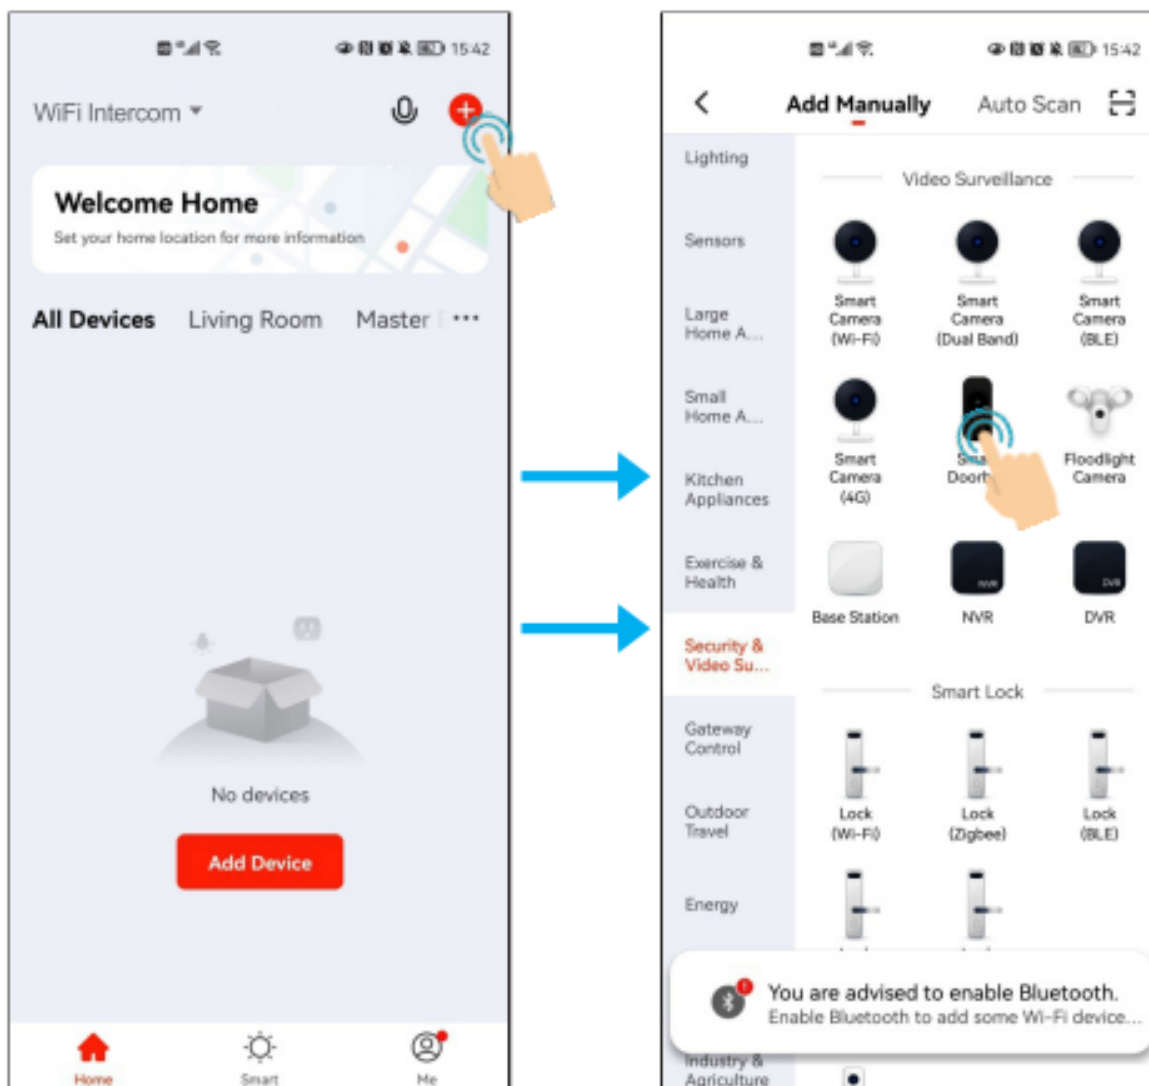 15:42
WiFi Intercom
Welcome Home
Set your home location for more information
All Devices Living Room Master
No devices
Add Device
Home Smart Me
15:42
Add Manually Auto Scan
Lighting
Sensors
Large
Home A...
Small
Home A...
Kitchen
Appliances
Exercise &
Health
Security &
Video Su...
Gateway
Control
Outdoor
Travel
Energy
Industry &
Agriculture
Video Surveillance
Smart
Camera
(Wi-Fi)
Smart
Camera
(Dual Band)
Smart
Camera
(BLE)
Smart
Camera
(4G)
Floodlight
Camera
Base Station
NVR
NVR
DVR
DVR
Smart Lock
Lock
(Wi-Fi)
Lock
(Zigbee)
Lock
(BLE)
You are advised to enable Bluetooth.
Enable Bluetooth to add some Wi-Fi device...